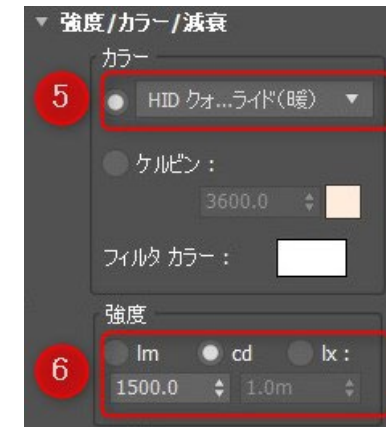 ▼ 強度/カラー/減衰
カラー
5 HID クォ...ライド(暖) ▼
ケルビン :
3600.0
フィルタ カラー :
強度
6 lm cd lx :
1500.0 1.0m